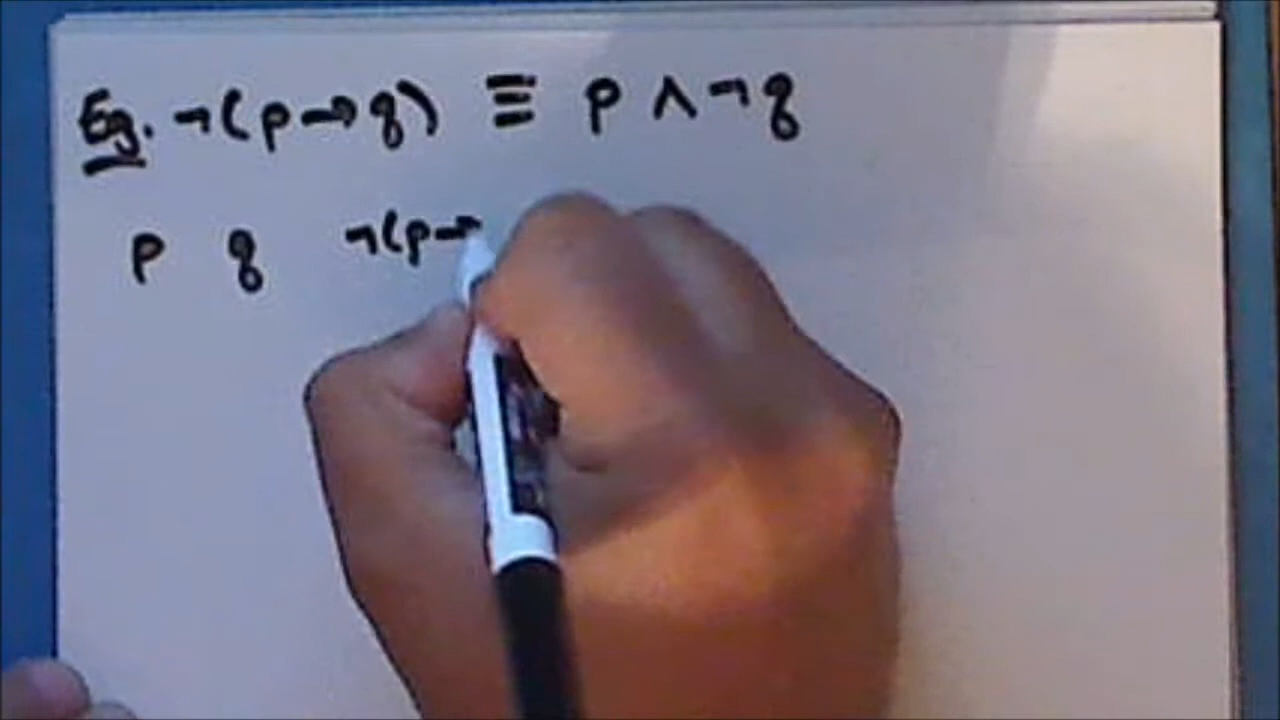 Eg. ¬(p→q) ≡ p ∧ ¬q
p q ¬(p→